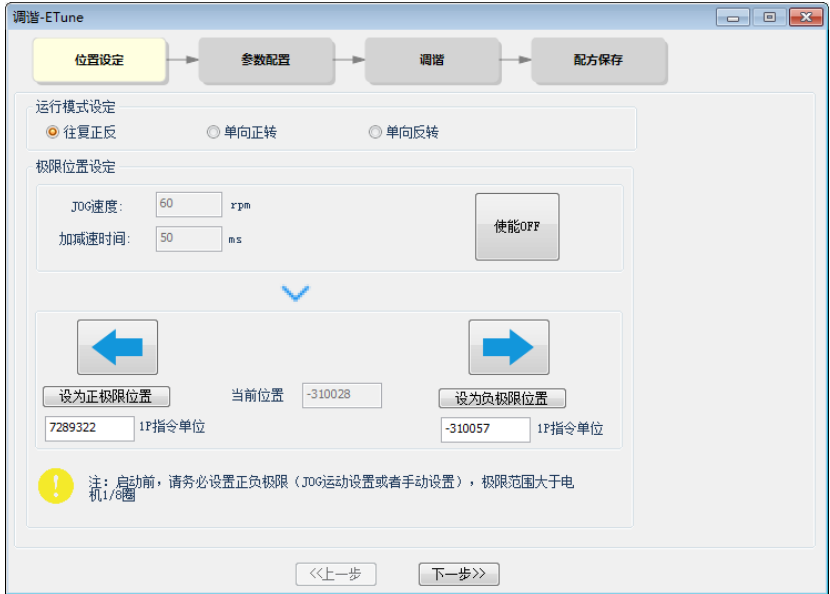 调谐-ETune
位置设定 参数配置 调谐 配方保存
运行模式设定
往复正反 单向正转 单向反转
极限位置设定
JOG速度: 60 rpm
加减速时间: 50 ms
使能OFF
设为正极限位置 当前位置 -310028 设为负极限位置
7289322 1P指令单位 -310057 1P指令单位
注：启动前，请务必设置正负极限（JOG运动设置或者手动设置），极限范围大于电
机1/8圈
<<上一步 下一步>>